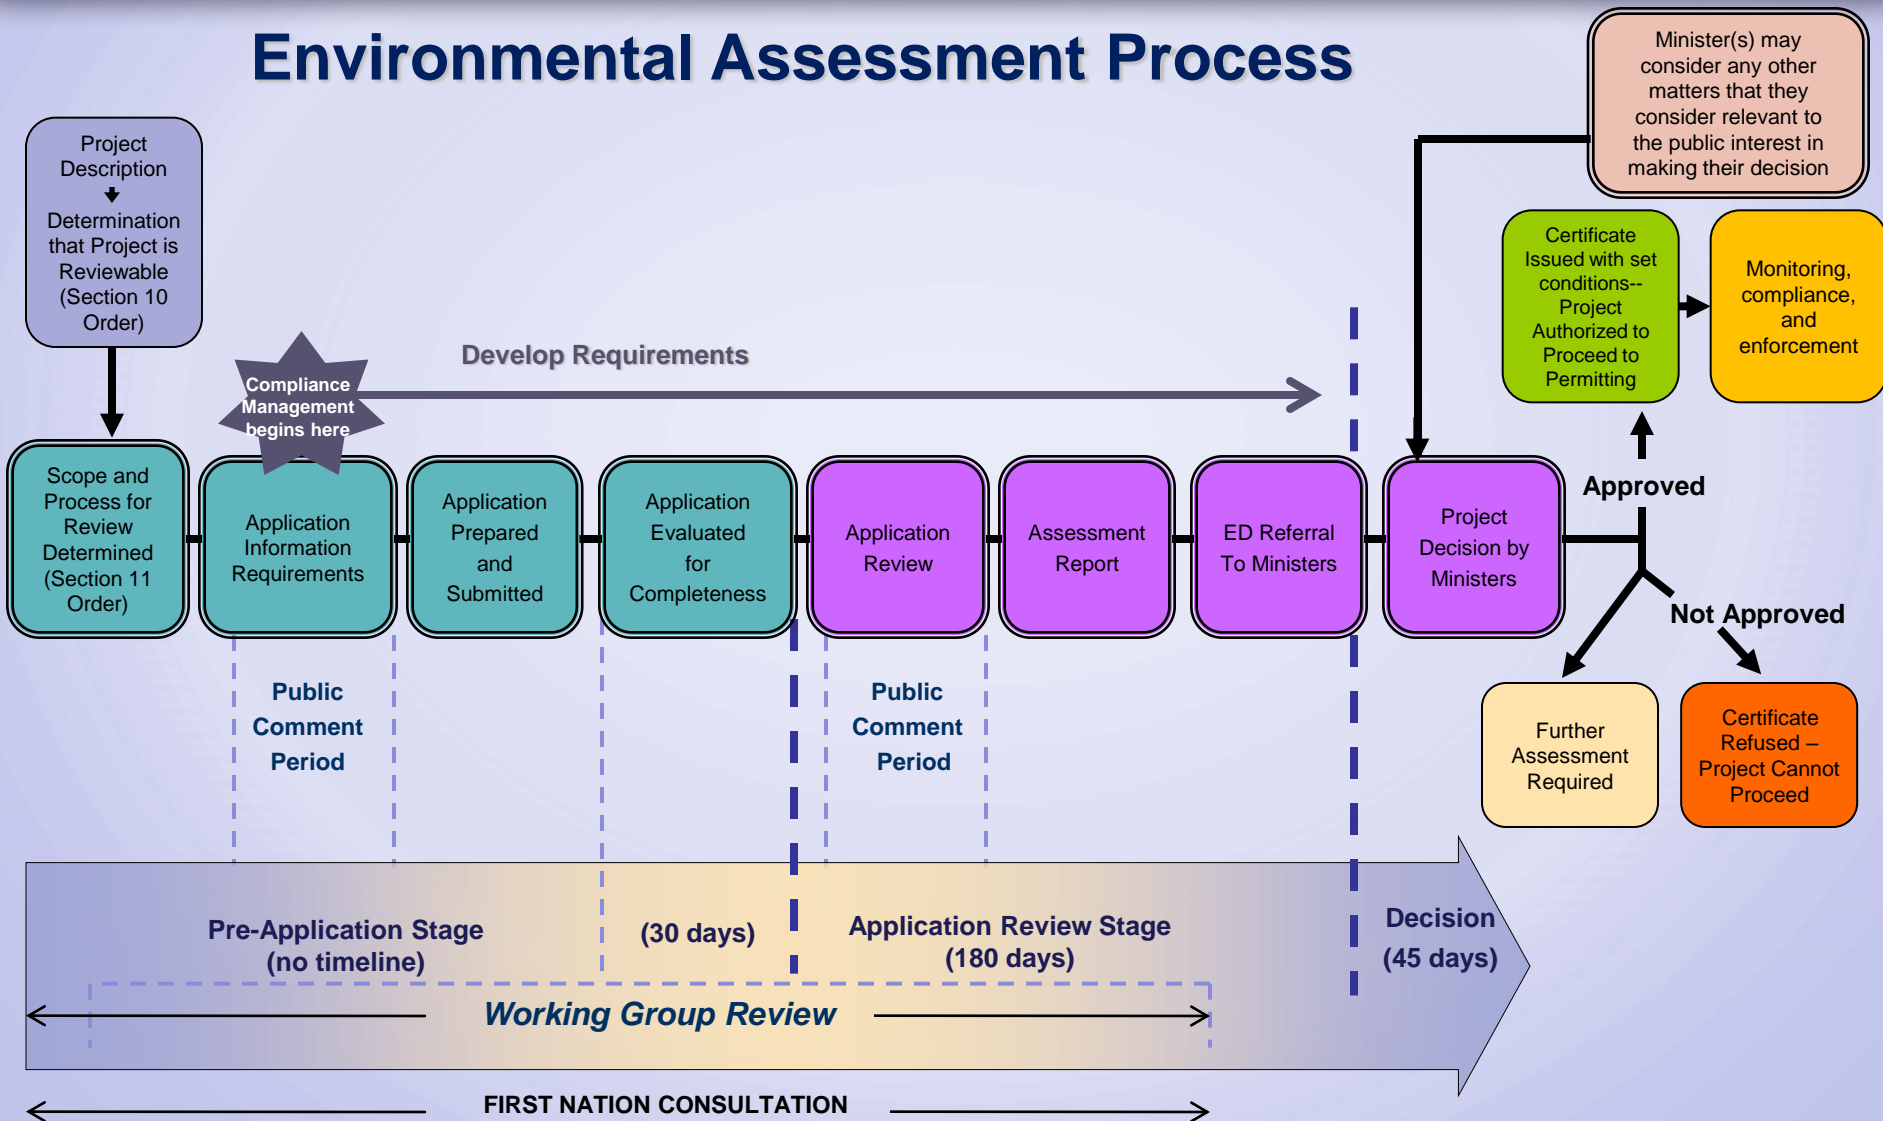 Environmental Assessment Process
Minister(s) may
consider any other
matters that they
consider relevant to
the public interest in
making their decision
Project
Description
Determination
that Project is
Reviewable
(Section 10
Order)
Certificate
Issued with set
conditions--
Project
Authorized to
Proceed to
Permitting
Monitoring,
compliance,
and
enforcement
Develop Requirements
Compliance
Management
begins here
Scope and
Process for
Review
Determined
(Section 11
Order)
Application
Information
Requirements
Application
Prepared
and
Submitted
Application
Evaluated
for
Completeness
Application
Review
Assessment
Report
ED Referral
To Ministers
Project
Decision by
Ministers
Approved
Not Approved
Public
Comment
Period
Public
Comment
Period
Further
Assessment
Required
Certificate
Refused –
Project Cannot
Proceed
Pre-Application Stage
(no timeline)
(30 days)
Application Review Stage
(180 days)
Decision
(45 days)
Working Group Review
FIRST NATION CONSULTATION